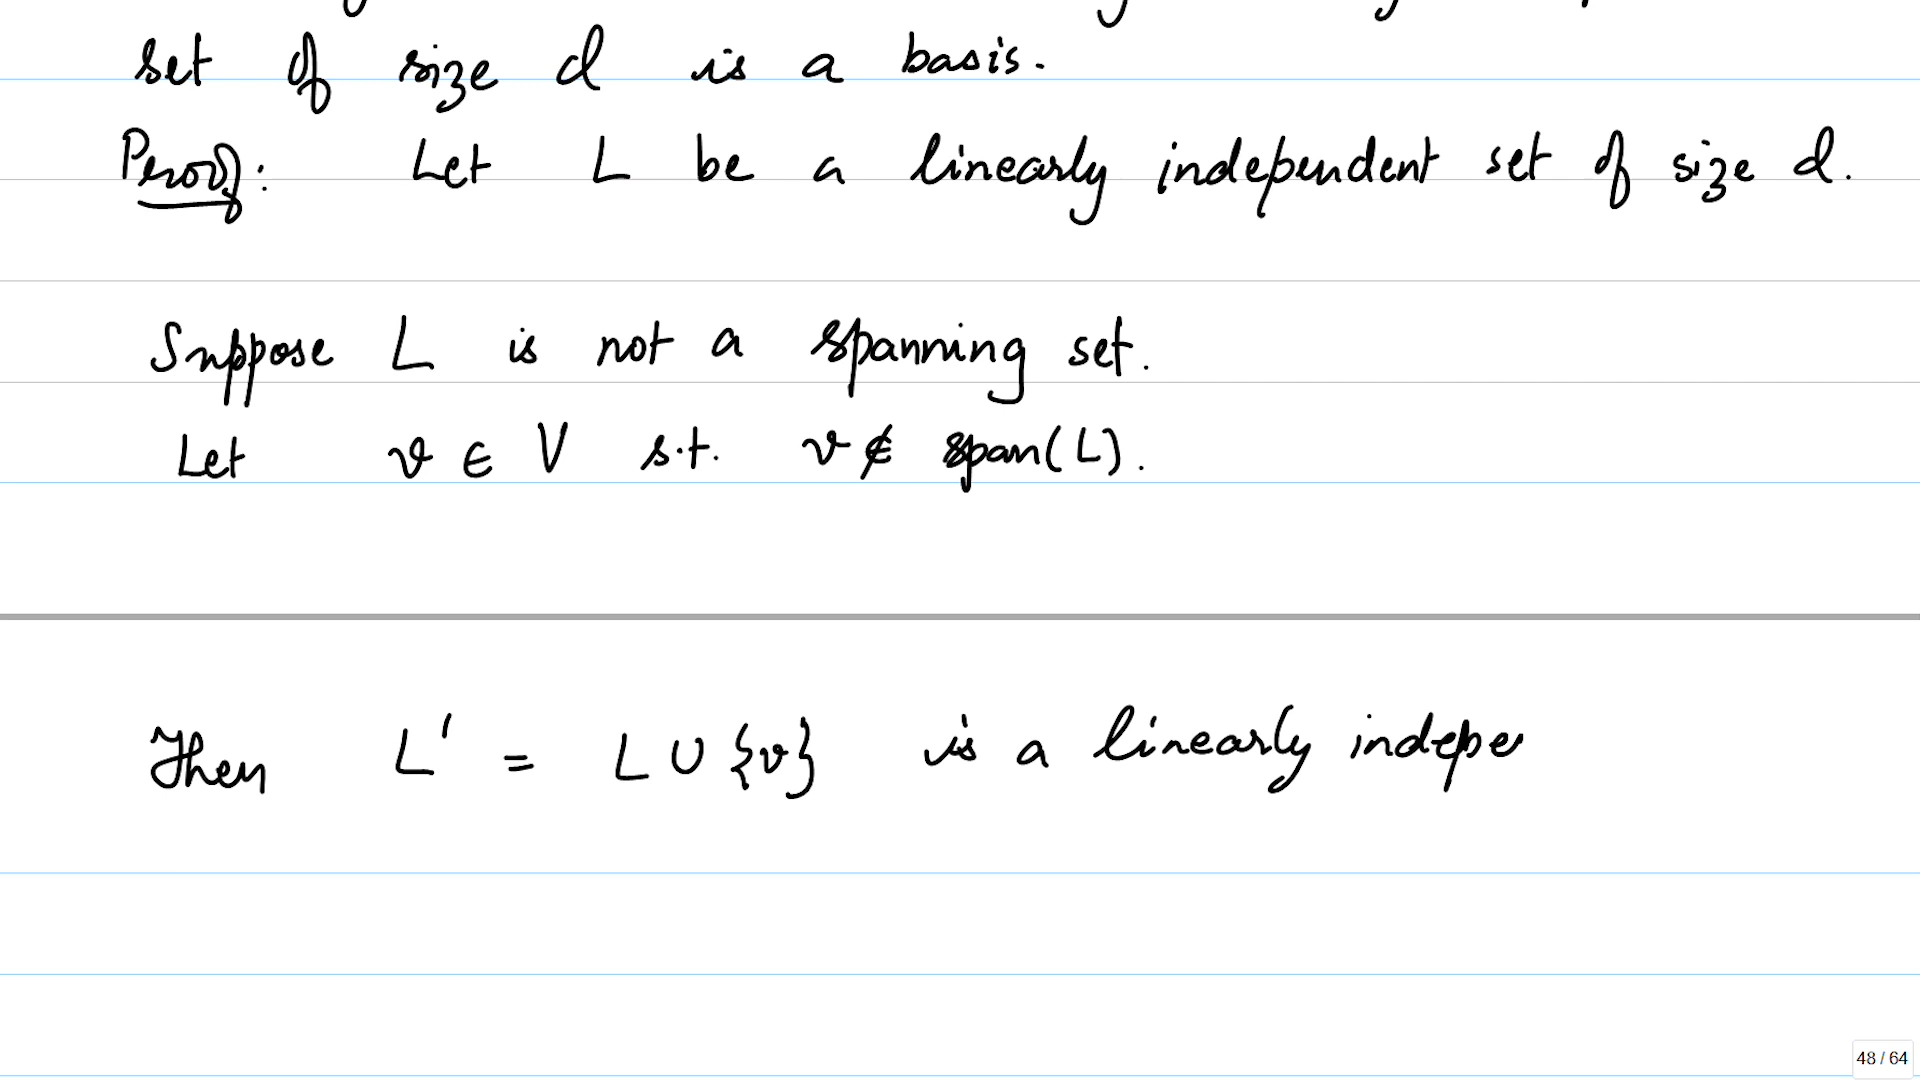 set of size d is a basis.
Proof: Let L be a linearly independent set of size d.
Suppose L is not a spanning set.
Let v ∈ V s.t. v ∉ span(L).
Then L' = L ∪ {v} is a linearly indepe
48 / 64